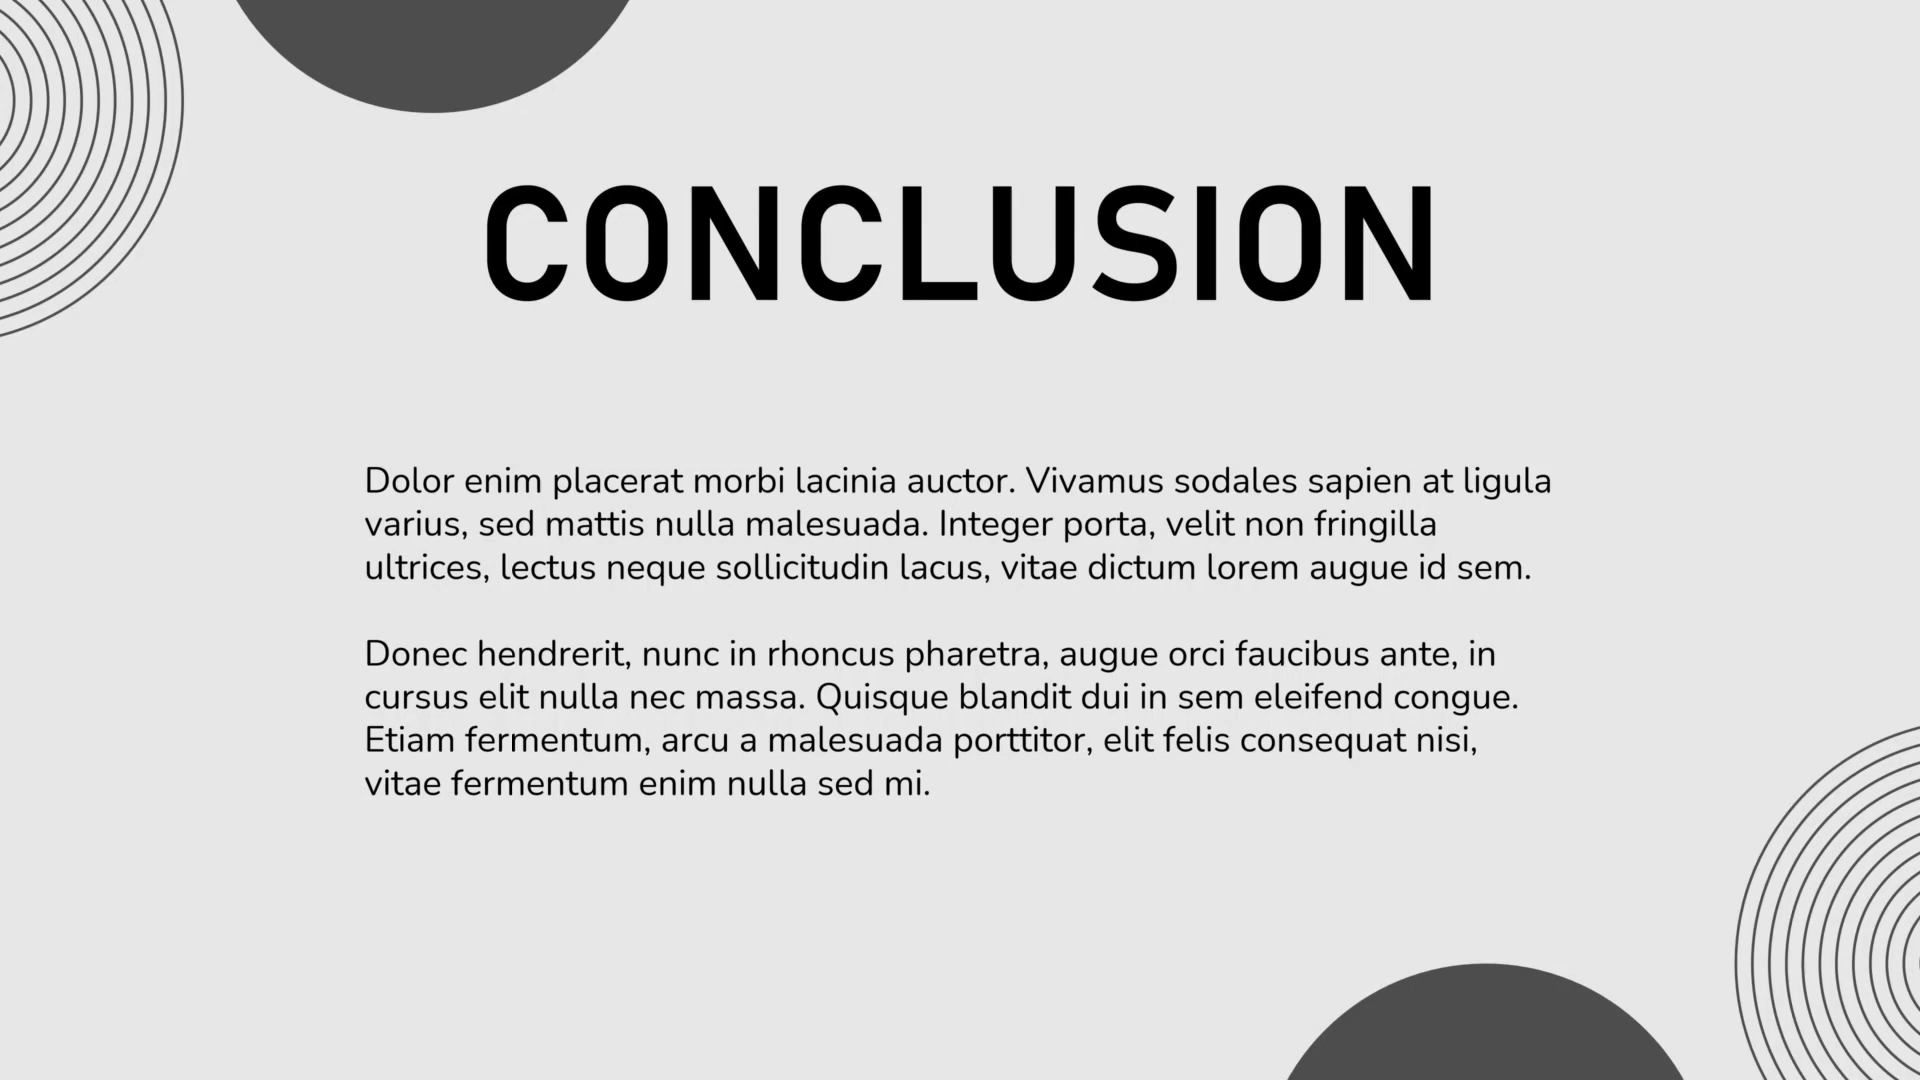 CONCLUSION
Dolor enim placerat morbi lacinia auctor. Vivamus sodales sapien at ligula
varius, sed mattis nulla malesuada. Integer porta, velit non fringilla
ultrices, lectus neque sollicitudin lacus, vitae dictum lorem augue id sem.
Donec hendrerit, nunc in rhoncus pharetra, augue orci faucibus ante, in
cursus elit nulla nec massa. Quisque blandit dui in sem eleifend congue.
Etiam fermentum, arcu a malesuada porttitor, elit felis consequat nisi,
vitae fermentum enim nulla sed mi.